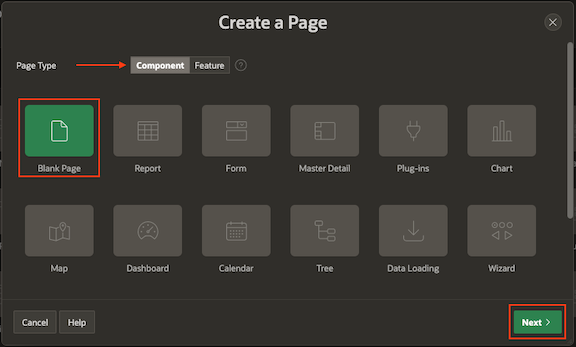 Create a Page
Page Type Component Feature ?
Blank Page Report Form Master Detail Plug-ins Chart
Map Dashboard Calendar Tree Data Loading Wizard
Cancel Help Next >